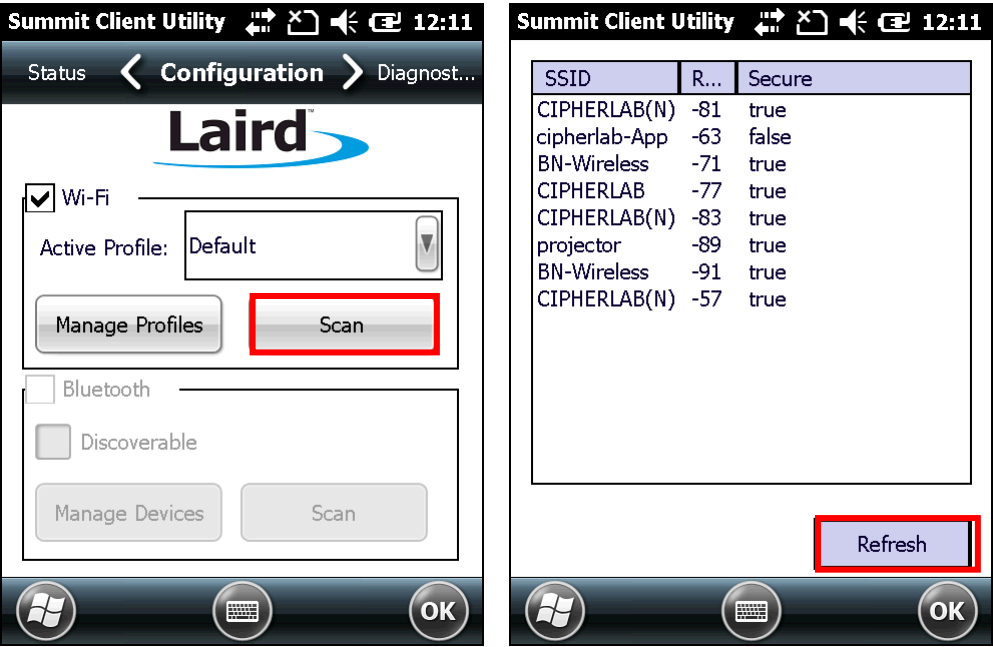 Summit Client Utility 12:11
Status Configuration Diagnost...
Laird™
Wi-Fi
Active Profile: Default
Manage Profiles Scan
Bluetooth
Discoverable
Manage Devices Scan
OK
Summit Client Utility 12:11
SSID R... Secure
CIPHERLAB(N) -81 true
cipherlab-App -63 false
BN-Wireless -71 true
CIPHERLAB -77 true
CIPHERLAB(N) -83 true
projector -89 true
BN-Wireless -91 true
CIPHERLAB(N) -57 true
Refresh
OK